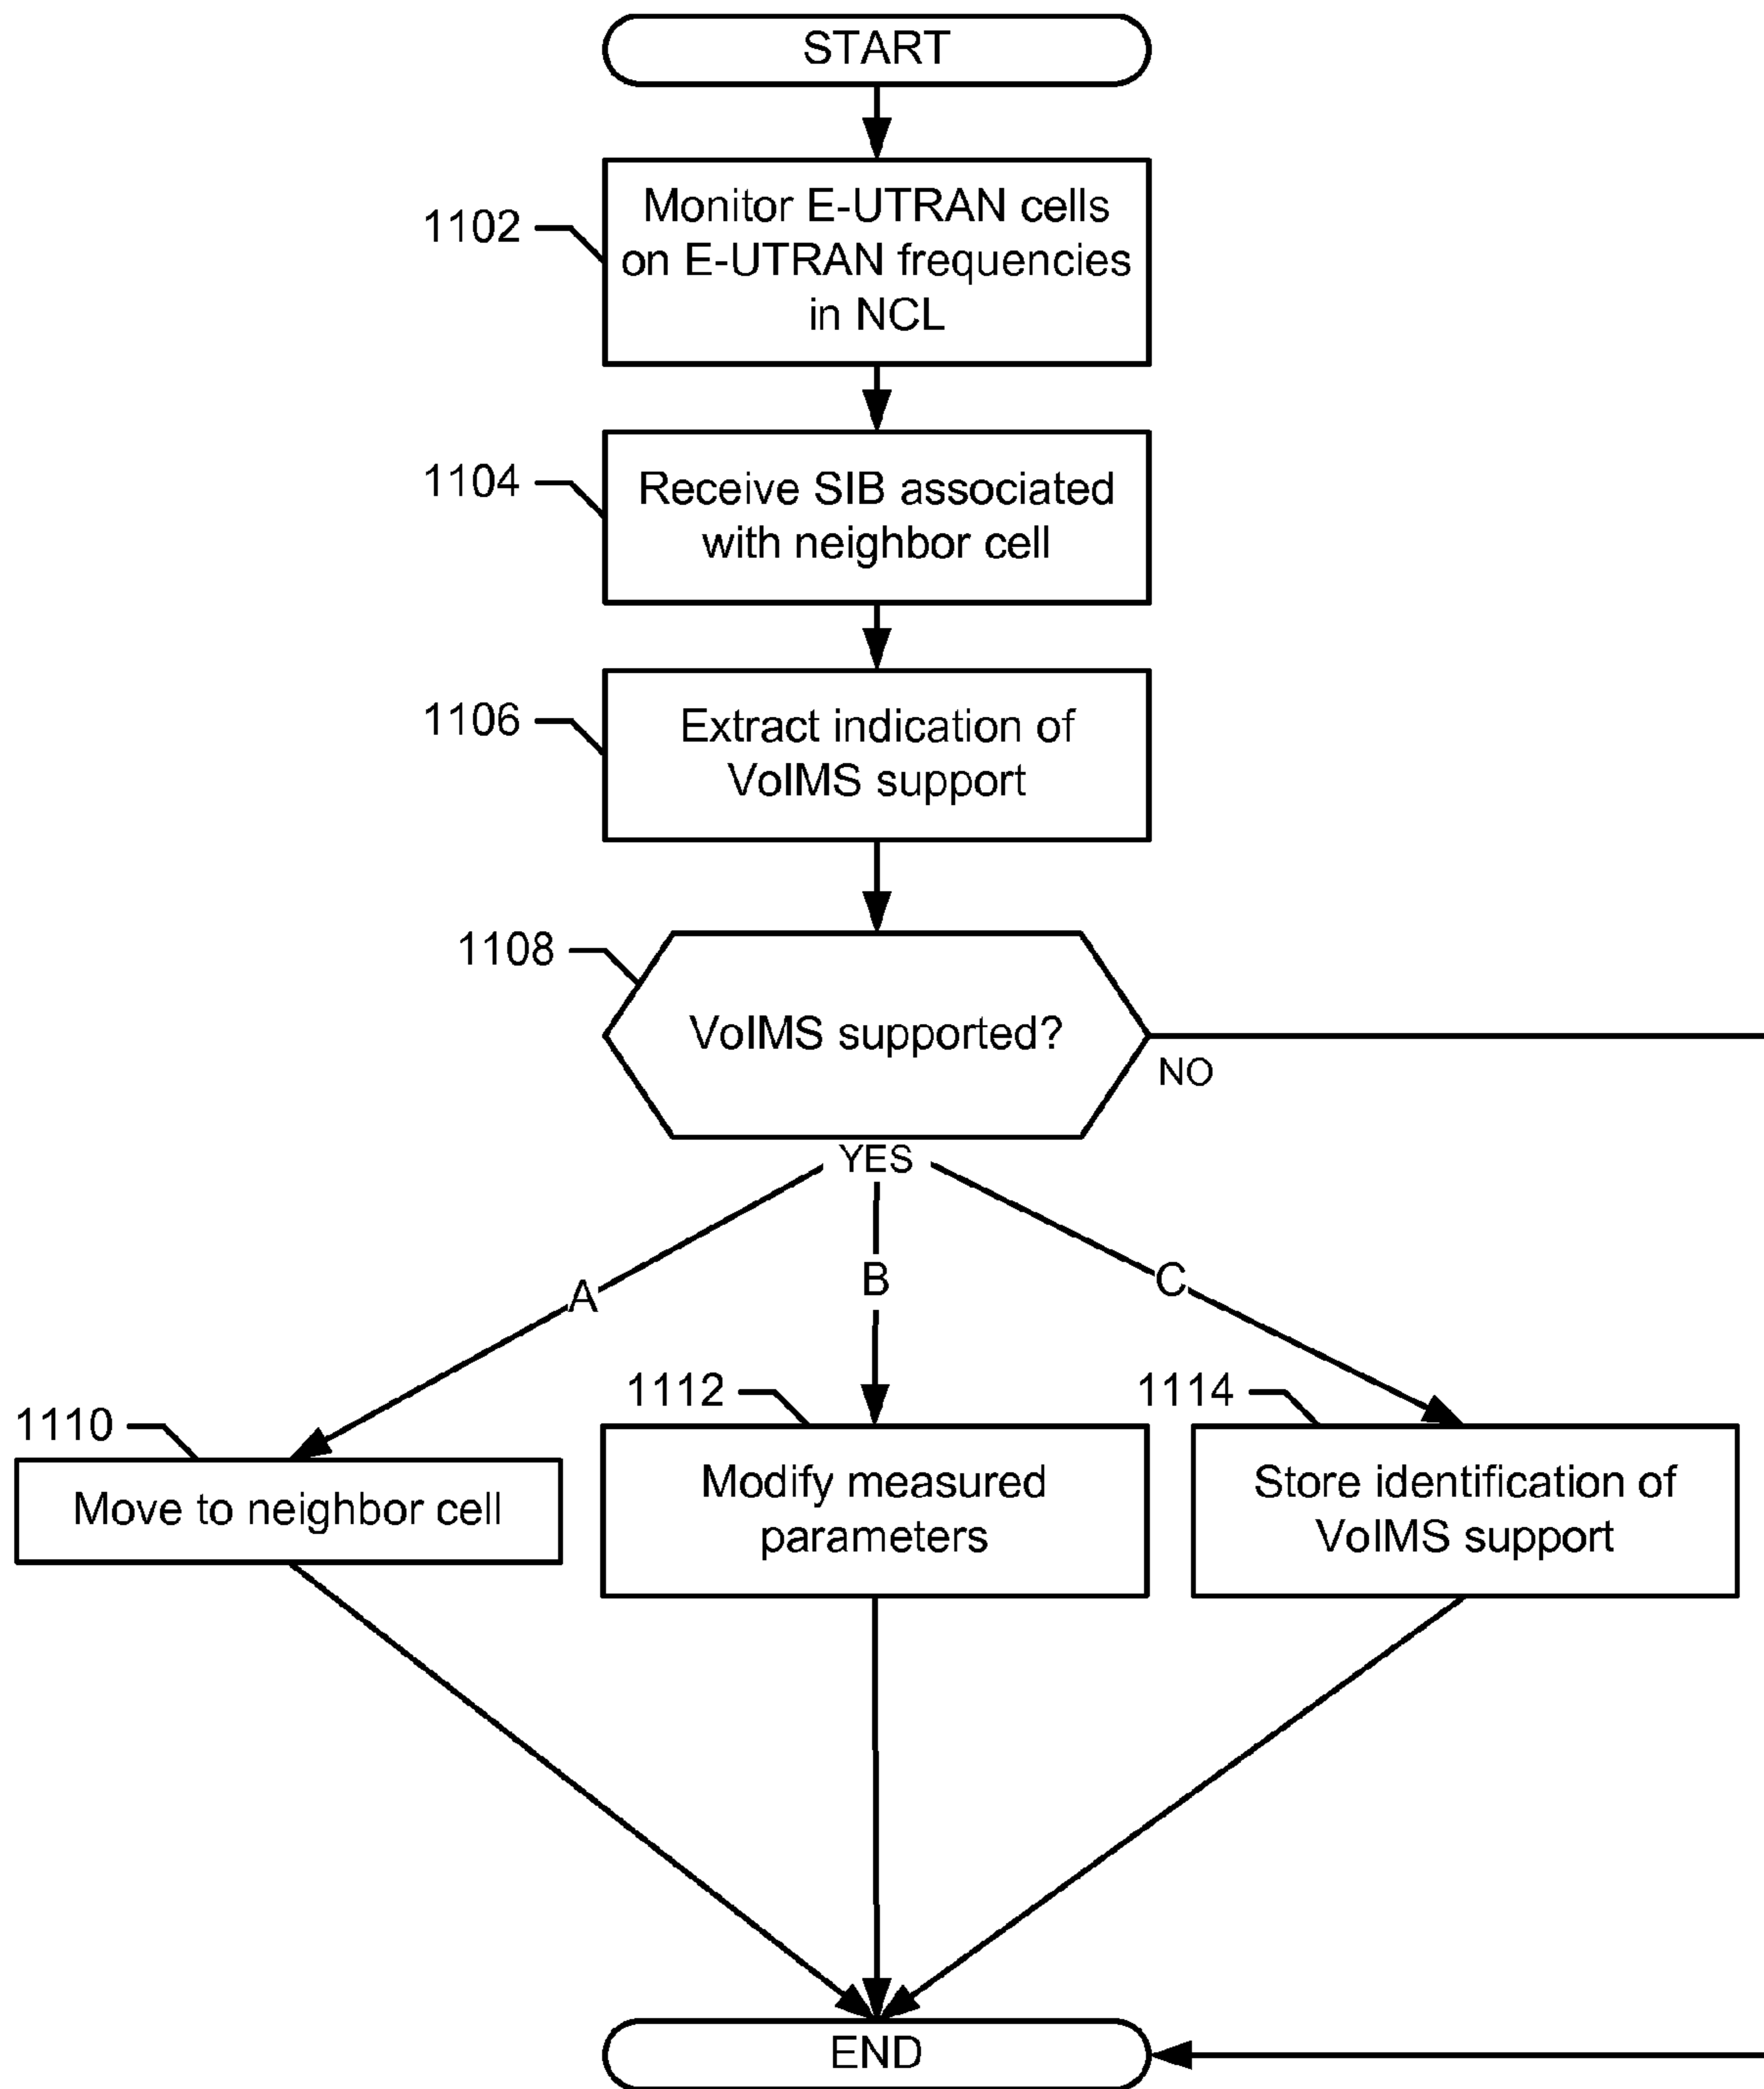 START
1102
Monitor E-UTRAN cells
on E-UTRAN frequencies
in NCL
1104
Receive SIB associated
with neighbor cell
1106
Extract indication of
VoIMS support
1108
VoIMS supported?
NO
YES
A
B
C
1110
Move to neighbor cell
1112
Modify measured
parameters
1114
Store identification of
VoIMS support
END